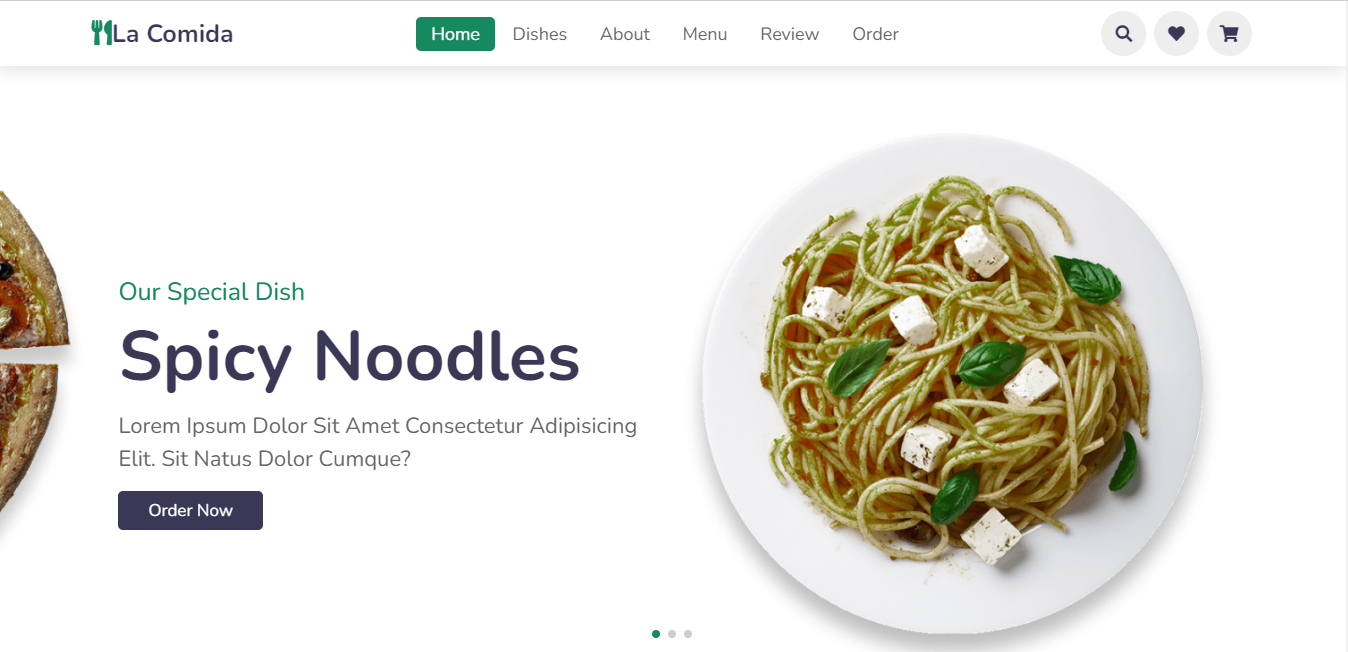 La Comida
Home Dishes About Menu Review Order
Our Special Dish
Spicy Noodles
Lorem Ipsum Dolor Sit Amet Consectetur Adipisicing
Elit. Sit Natus Dolor Cumque?
Order Now